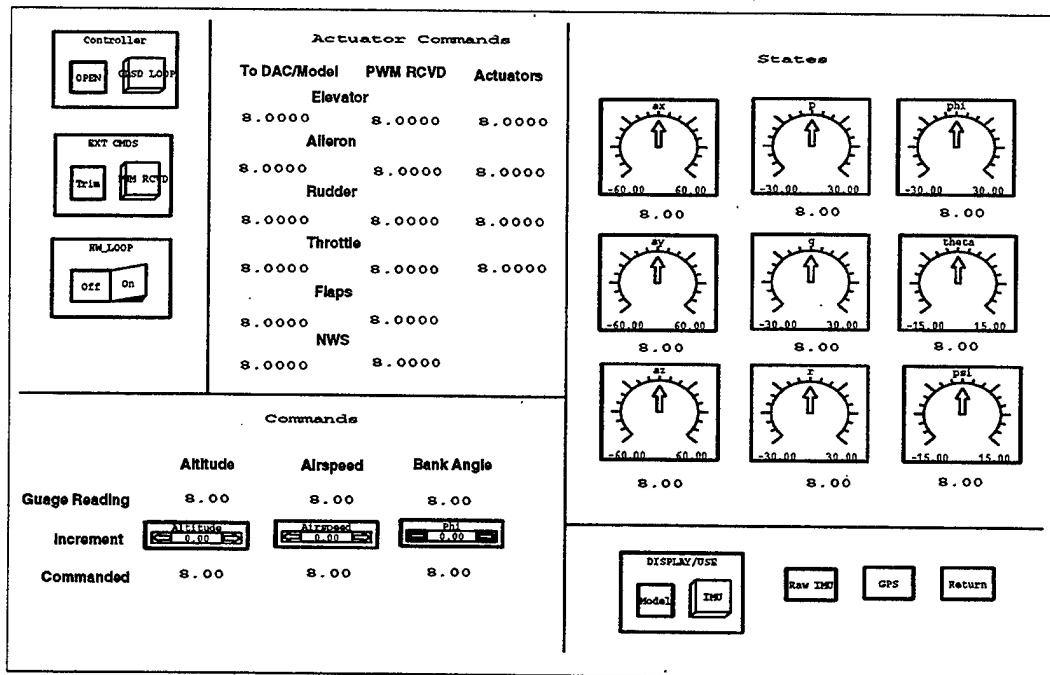 Controller
OPEN
CLSD LOOP
EXT CMDS
Trim
PWM RCVD
HW_LOOP
Off
On
Actuator Commands
To DAC/Model PWM RCVD Actuators
Elevator
8.0000 8.0000 8.0000
Aileron
8.0000 8.0000 8.0000
Rudder
8.0000 8.0000 8.0000
Throttle
8.0000 8.0000 8.0000
Flaps
8.0000 8.0000
NWS
8.0000 8.0000
States
ax
-60.00 60.00
8.00
p
-30.00 30.00
8.00
phi
-30.00 30.00
8.00
ay
-60.00 60.00
8.00
q
-30.00 30.00
8.00
theta
-15.00 15.00
8.00
az
-60.00 60.00
8.00
r
-30.00 30.00
8.00
psi
-15.00 15.00
8.00
Commands
Altitude Airspeed Bank Angle
Guage Reading 8.00 8.00 8.00
Increment
Altitude
0.00
Airspeed
0.00
Phi
0.00
Commanded 8.00 8.00 8.00
DISPLAY/USE
Model
IMU
Raw IMU
GPS
Return